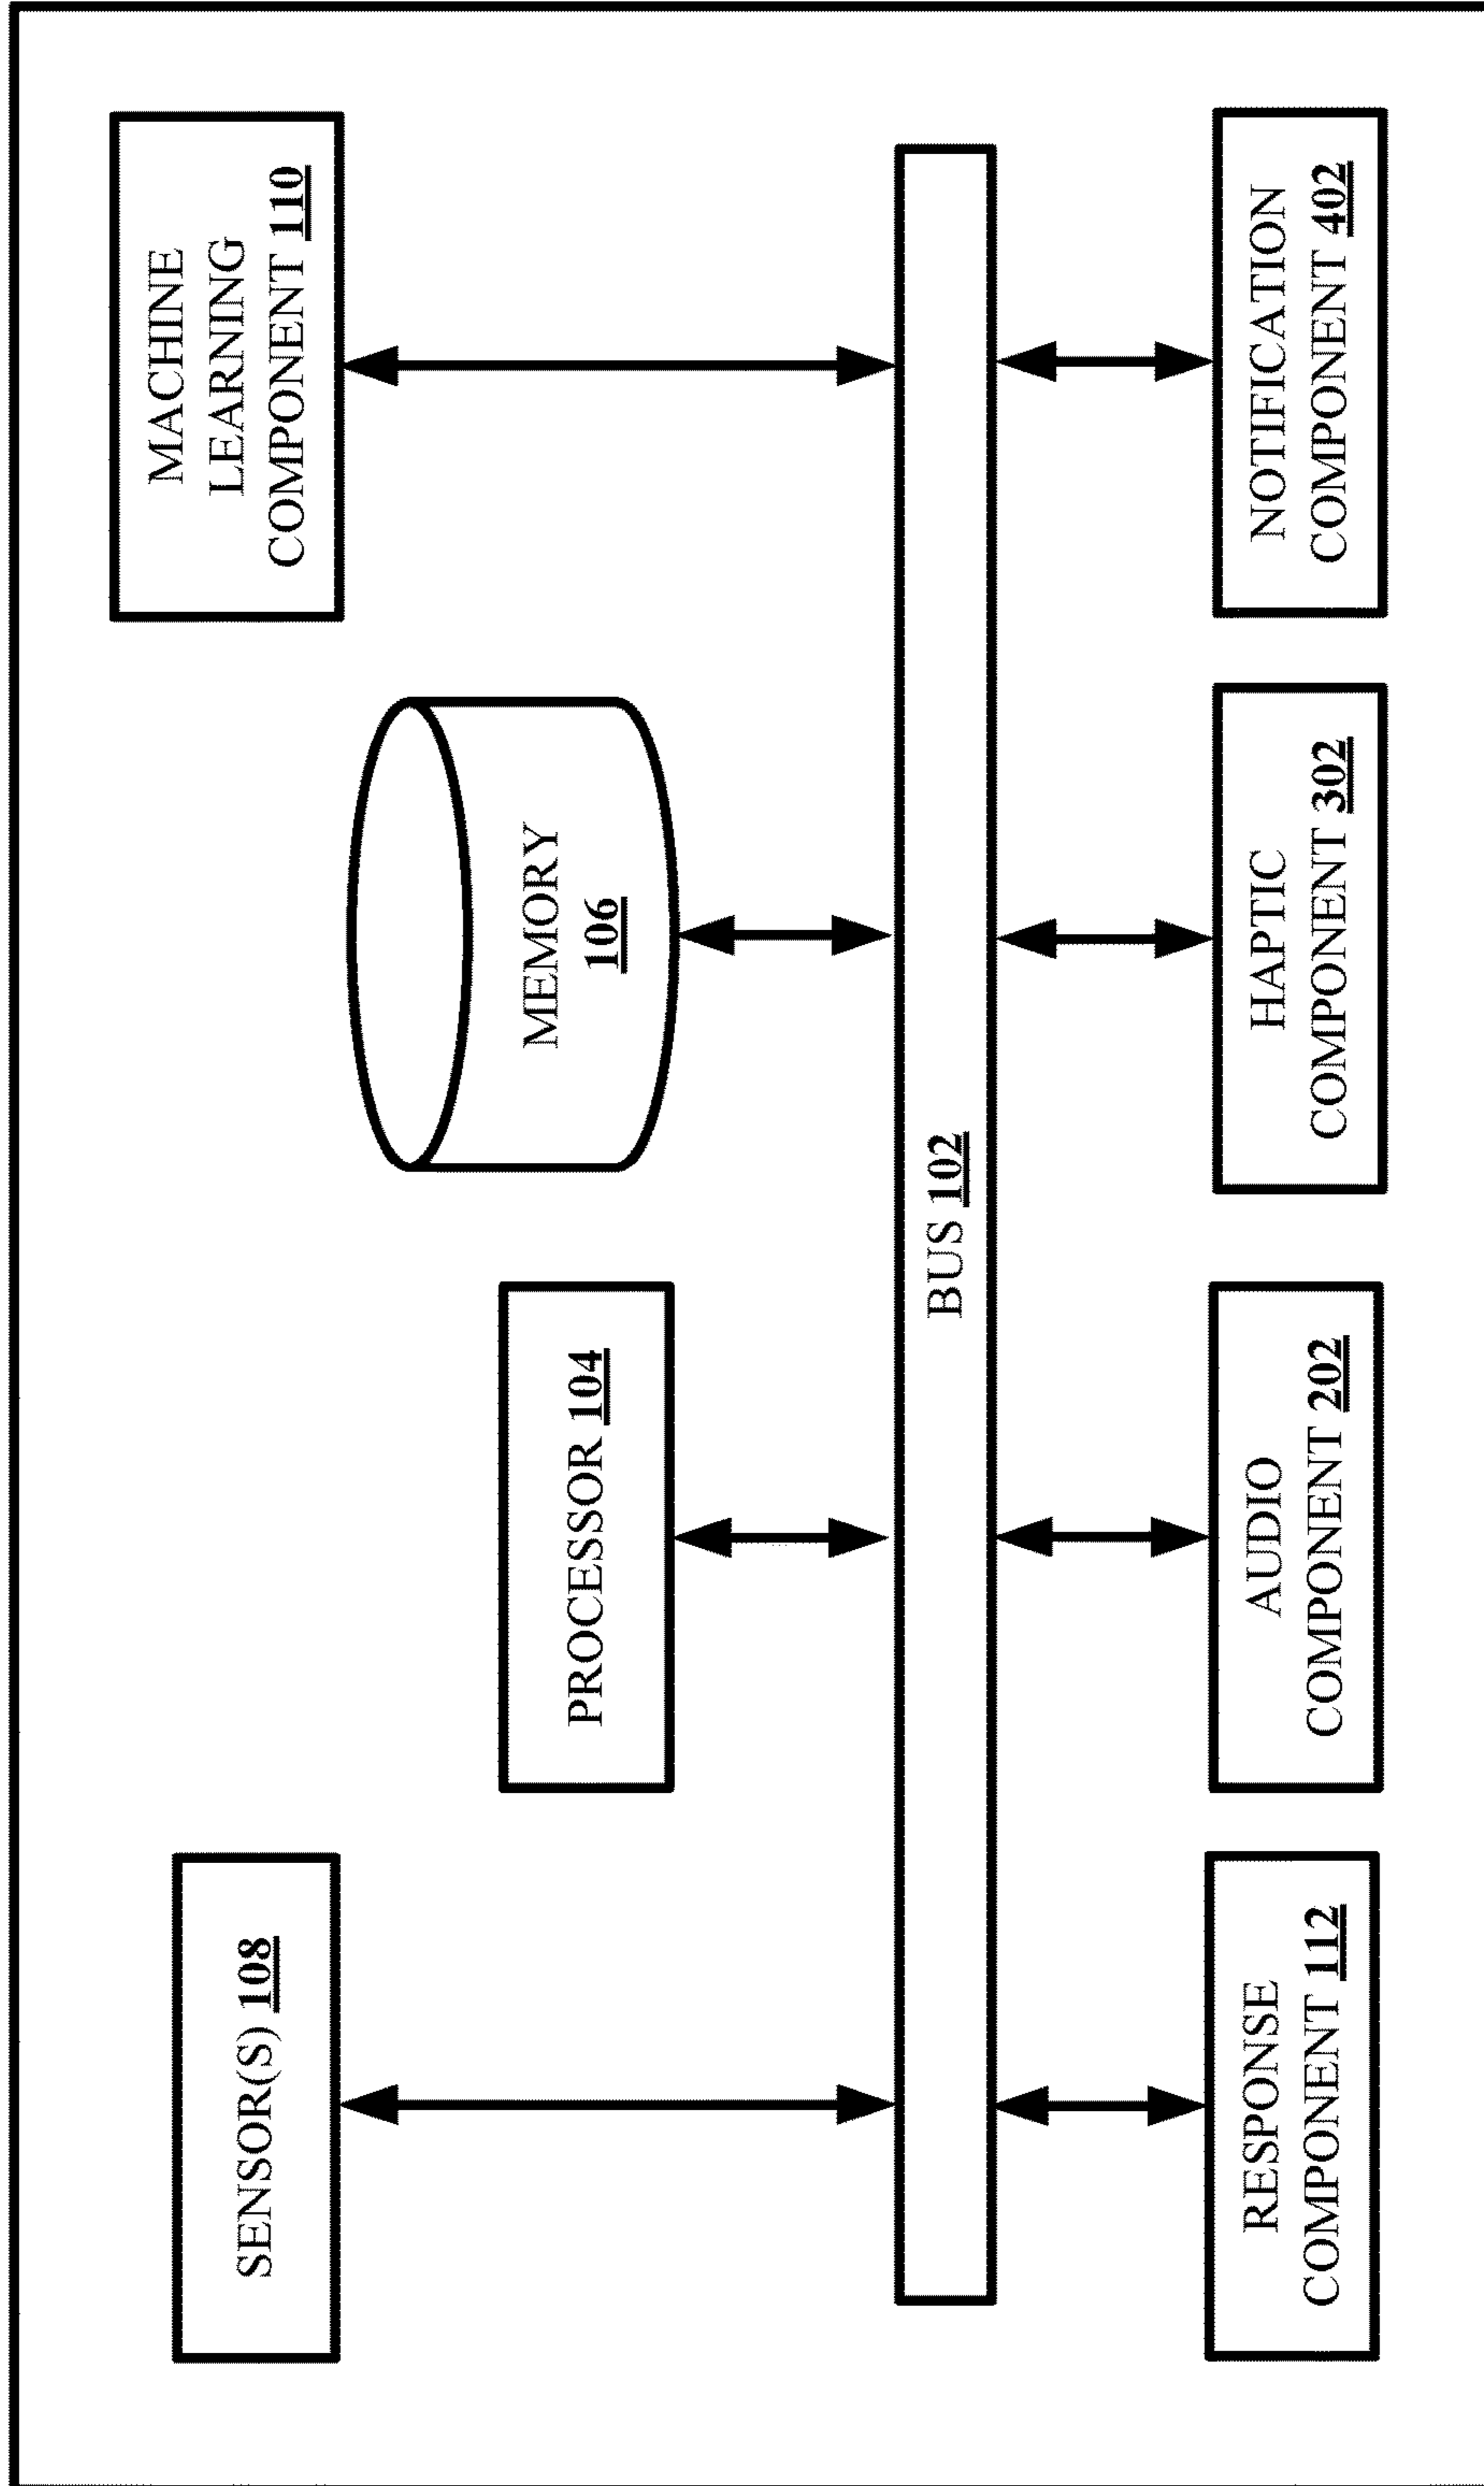 SENSOR(S) 108
PROCESSOR 104
MEMORY
106
MACHINE
LEARNING
COMPONENT 110
BUS 102
RESPONSE
COMPONENT 112
AUDIO
COMPONENT 202
HAPTIC
COMPONENT 302
NOTIFICATION
COMPONENT 402